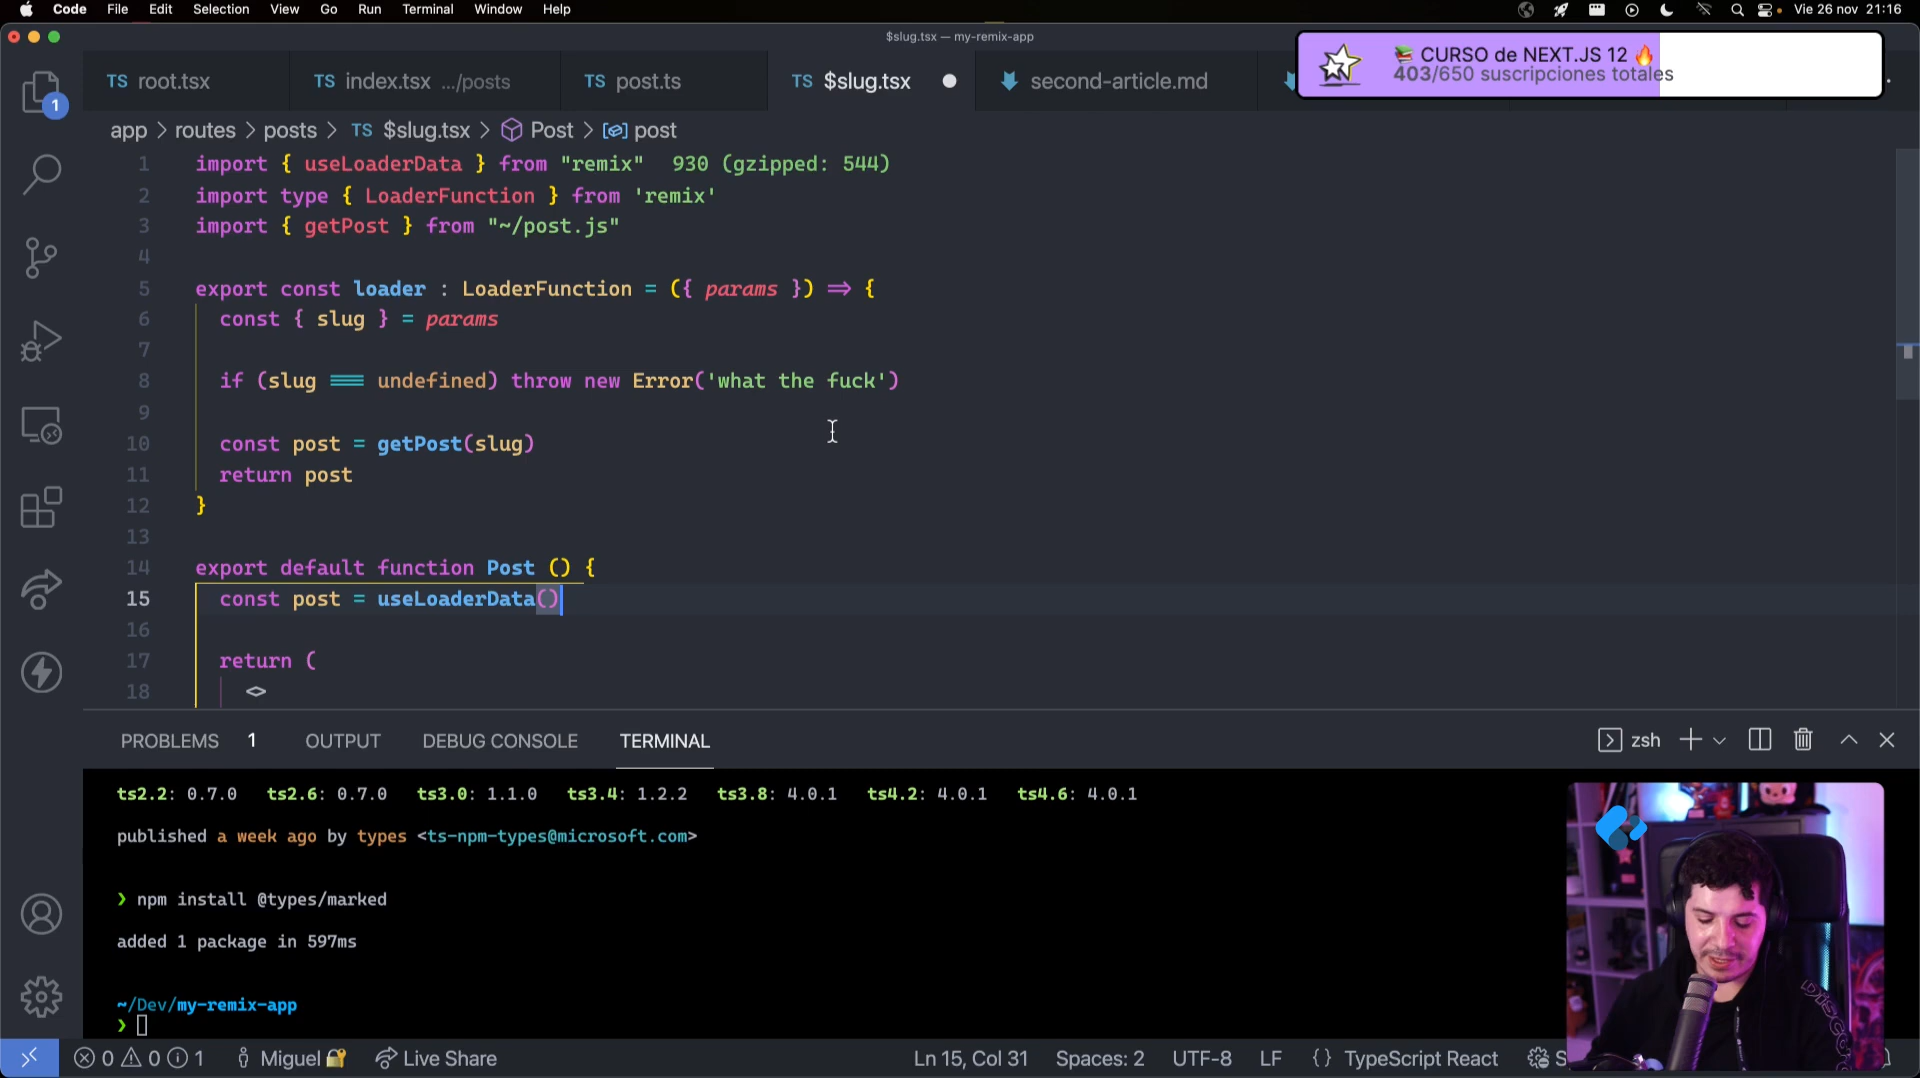 Code File Edit Selection View Go Run Terminal Window Help
Vie 26 nov 21:16
$slug.tsx — my-remix-app
TS root.tsx
TS index.tsx .../posts
TS post.ts
TS $slug.tsx
second-article.md
📚 CURSO de NEXT.JS 12 🔥
403/650 suscripciones totales
1
app > routes > posts > TS $slug.tsx > Post > post
1 import { useLoaderData } from "remix" 930 (gzipped: 544)
2 import type { LoaderFunction } from 'remix'
3 import { getPost } from "~/post.js"
4
5 export const loader : LoaderFunction = ({ params }) => {
6 const { slug } = params
7
8 if (slug === undefined) throw new Error('what the fuck')
9
10 const post = getPost(slug)
11 return post
12 }
13
14 export default function Post () {
15 const post = useLoaderData()
16
17 return (
18 <>
PROBLEMS 1 OUTPUT DEBUG CONSOLE TERMINAL
zsh
ts2.2: 0.7.0 ts2.6: 0.7.0 ts3.0: 1.1.0 ts3.4: 1.2.2 ts3.8: 4.0.1 ts4.2: 4.0.1 ts4.6: 4.0.1
published a week ago by types <ts-npm-types@microsoft.com>
❯ npm install @types/marked
added 1 package in 597ms
~/Dev/my-remix-app
❯
DISCORD
0 0 1 Miguel 🔐 Live Share
Ln 15, Col 31 Spaces: 2 UTF-8 LF {} TypeScript React S